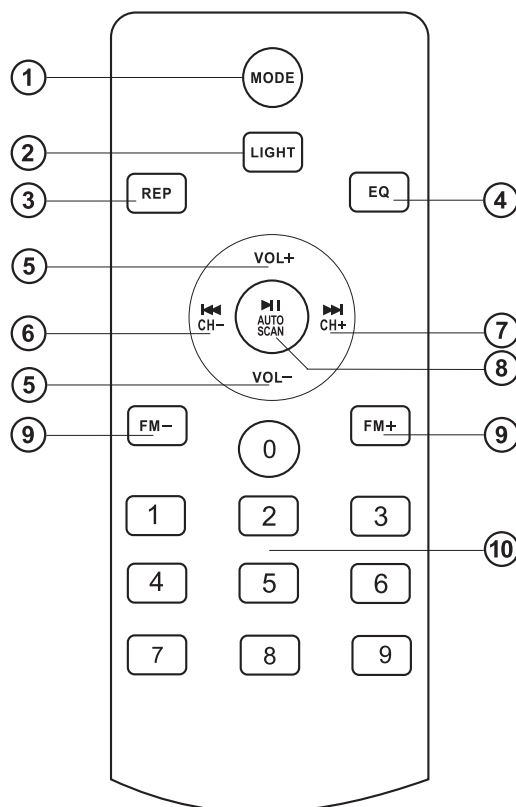 1 MODE
2 LIGHT
3 REP EQ 4
5 VOL+
6 CH− AUTO SCAN CH+ 7
8
5 VOL−
9 FM− FM+ 9
0
1 2 3
10
4 5 6
7 8 9